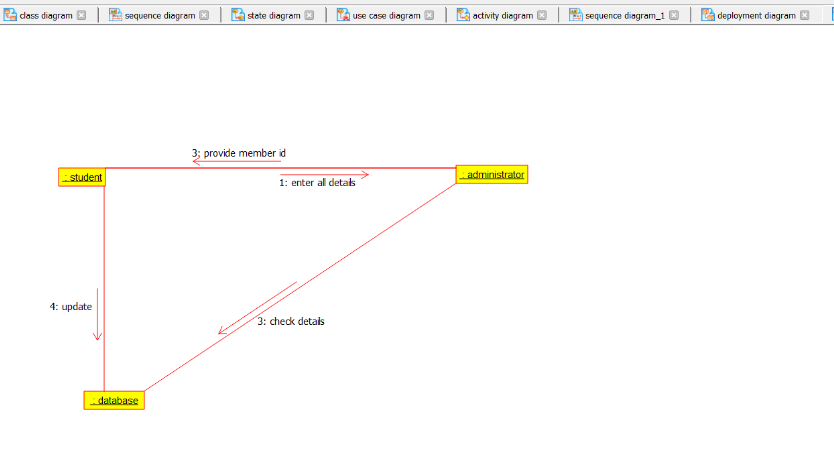 class diagram
sequence diagram
state diagram
use case diagram
activity diagram
sequence diagram_1
deployment diagram
3: provide member id
: student
: administrator
1: enter all details
4: update
3: check details
: database